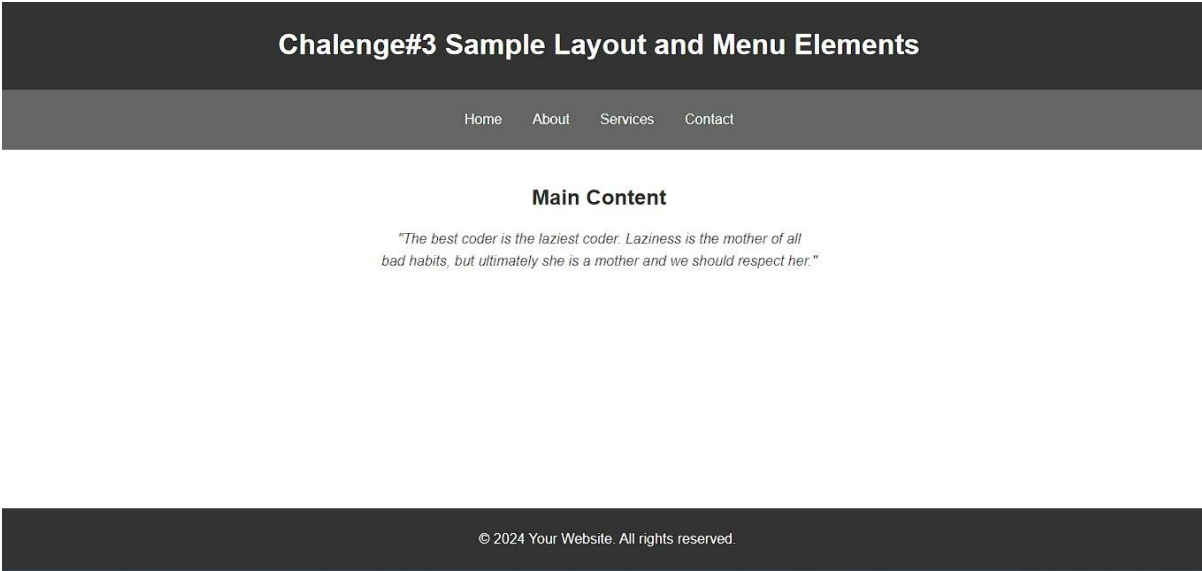 Chalenge#3 Sample Layout and Menu Elements
Home About Services Contact
Main Content
"The best coder is the laziest coder. Laziness is the mother of all
bad habits, but ultimately she is a mother and we should respect her."
© 2024 Your Website. All rights reserved.